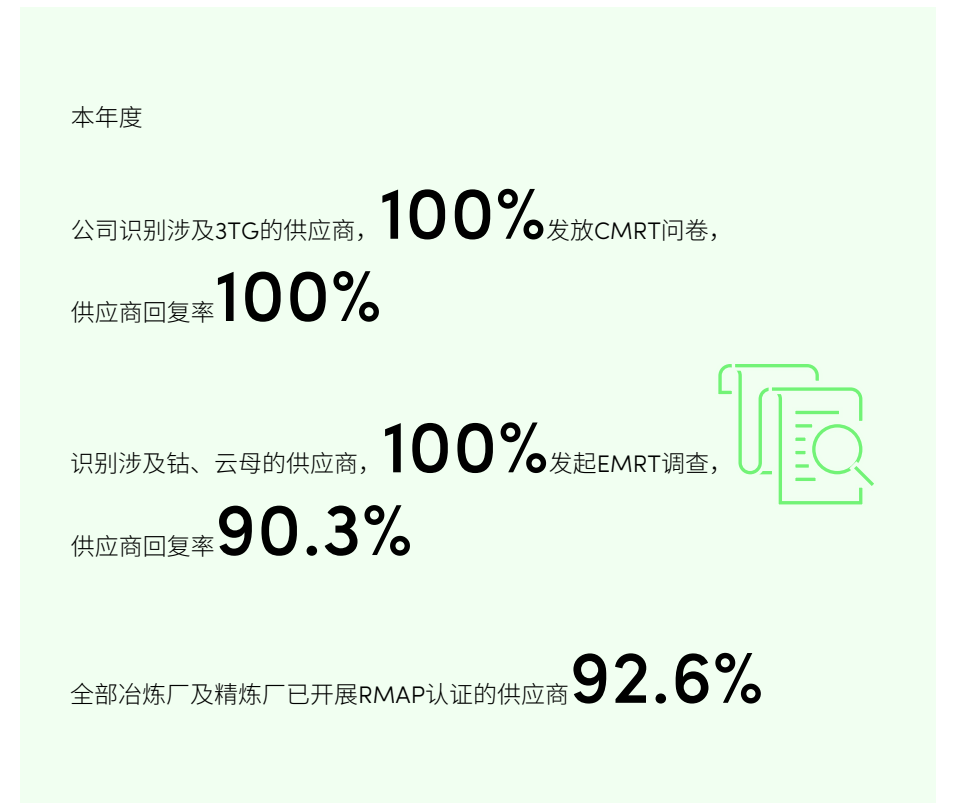 本年度
公司识别涉及3TG的供应商，100%发放CMRT问卷，
供应商回复率100%
识别涉及钴、云母的供应商，100%发起EMRT调查，
供应商回复率90.3%
全部冶炼厂及精炼厂已开展RMAP认证的供应商92.6%